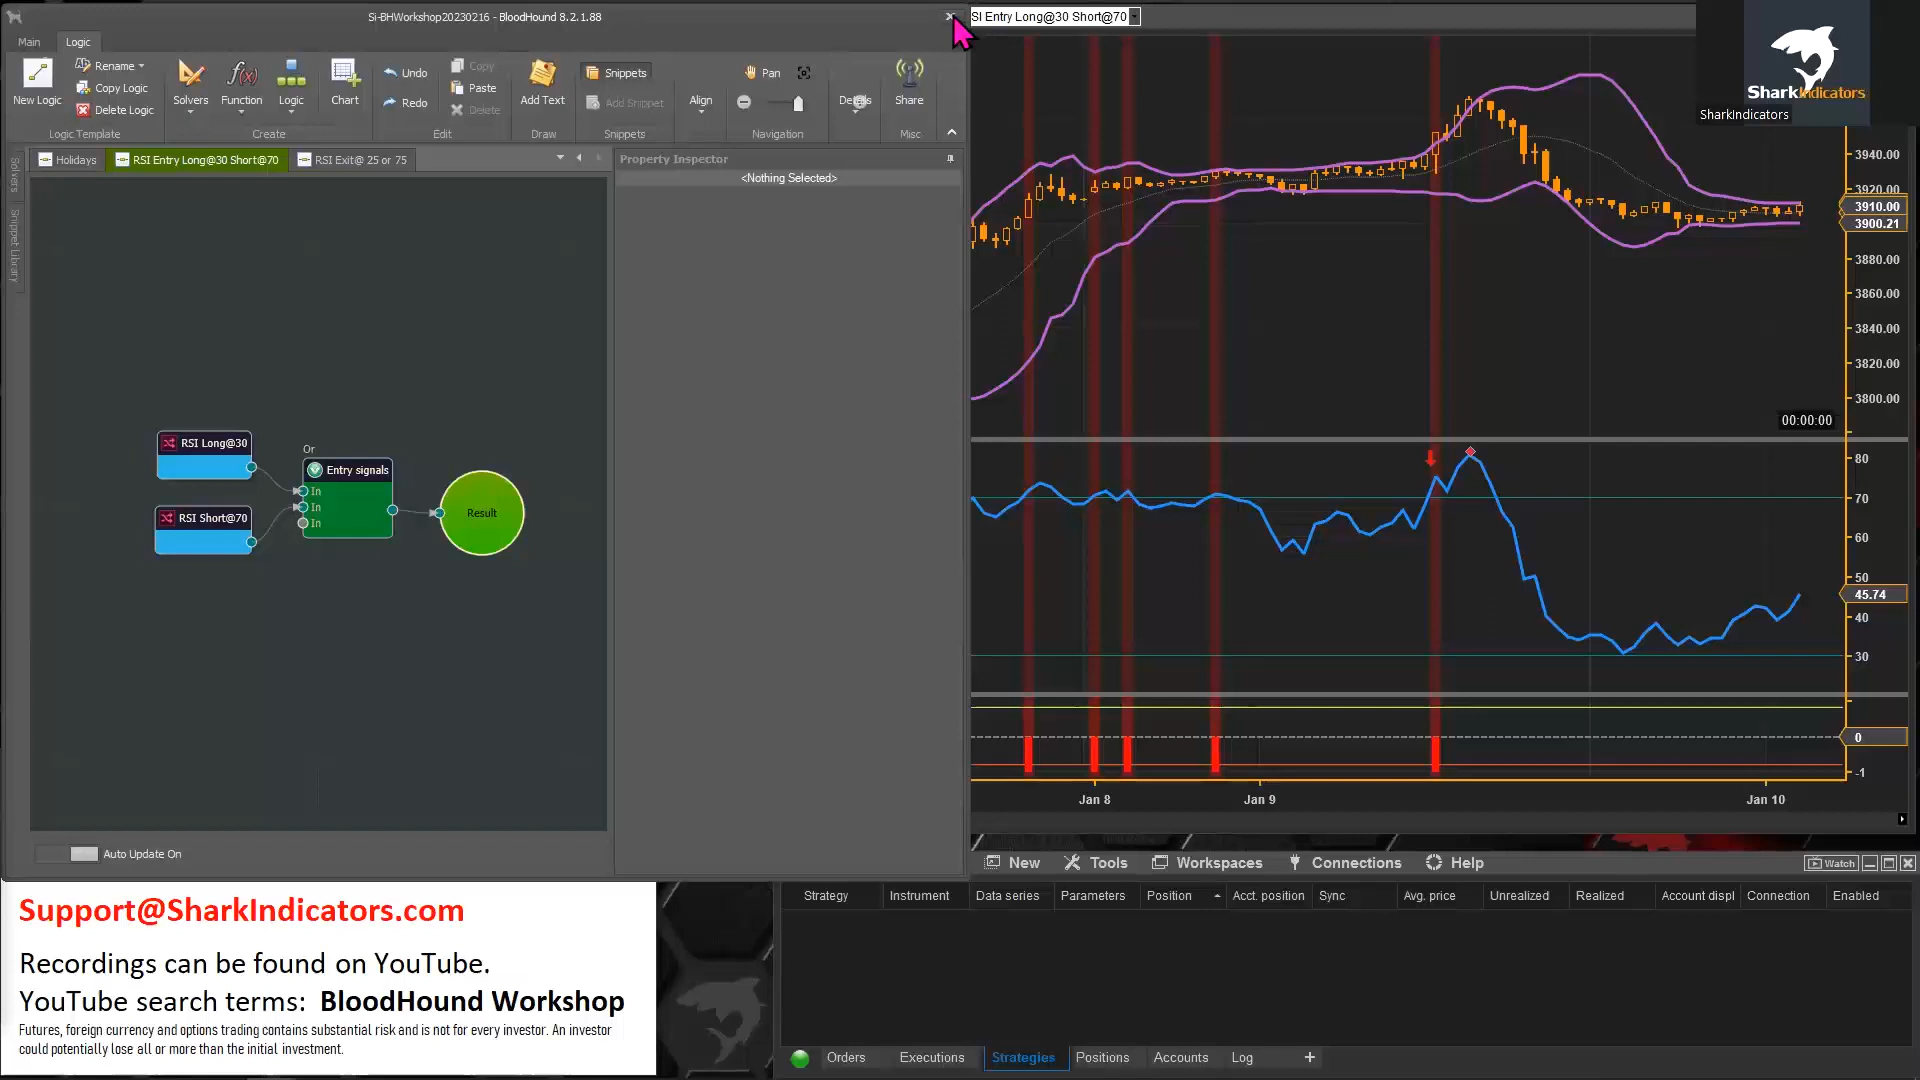 Si-BHWorkshop20230216 - BloodHound 8.2.1.88
SI Entry Long@30 Short@70
Main
Logic
New Logic
Rename
Copy Logic
Delete Logic
Logic Template
Solvers
Function
Logic
Chart
Create
Undo
Redo
Copy
Paste
Delete
Edit
Add Text
Draw
Snippets
Add Snippet
Snippets
Align
Pan
Navigation
Details
Share
Misc
SharkIndicators
SharkIndicators
Holidays
RSI Entry Long@30 Short@70
RSI Exit@ 25 or 75
Property Inspector
<Nothing Selected>
Solvers
Snippet Library
RSI Long@30
RSI Short@70
Or
Entry signals
In
In
In
Result
Auto Update On
3940.00
3920.00
3910.00
3900.21
3880.00
3860.00
3840.00
3820.00
3800.00
00:00:00
80
70
60
50
45.74
40
30
0
-1
Jan 8
Jan 9
Jan 10
New
Tools
Workspaces
Connections
Help
Watch
Strategy
Instrument
Data series
Parameters
Position
Acct. position
Sync
Avg. price
Unrealized
Realized
Account displ
Connection
Enabled
Orders
Executions
Strategies
Positions
Accounts
Log
+
Support@SharkIndicators.com
Recordings can be found on YouTube.
YouTube search terms: BloodHound Workshop
Futures, foreign currency and options trading contains substantial risk and is not for every investor. An investor
could potentially lose all or more than the initial investment.